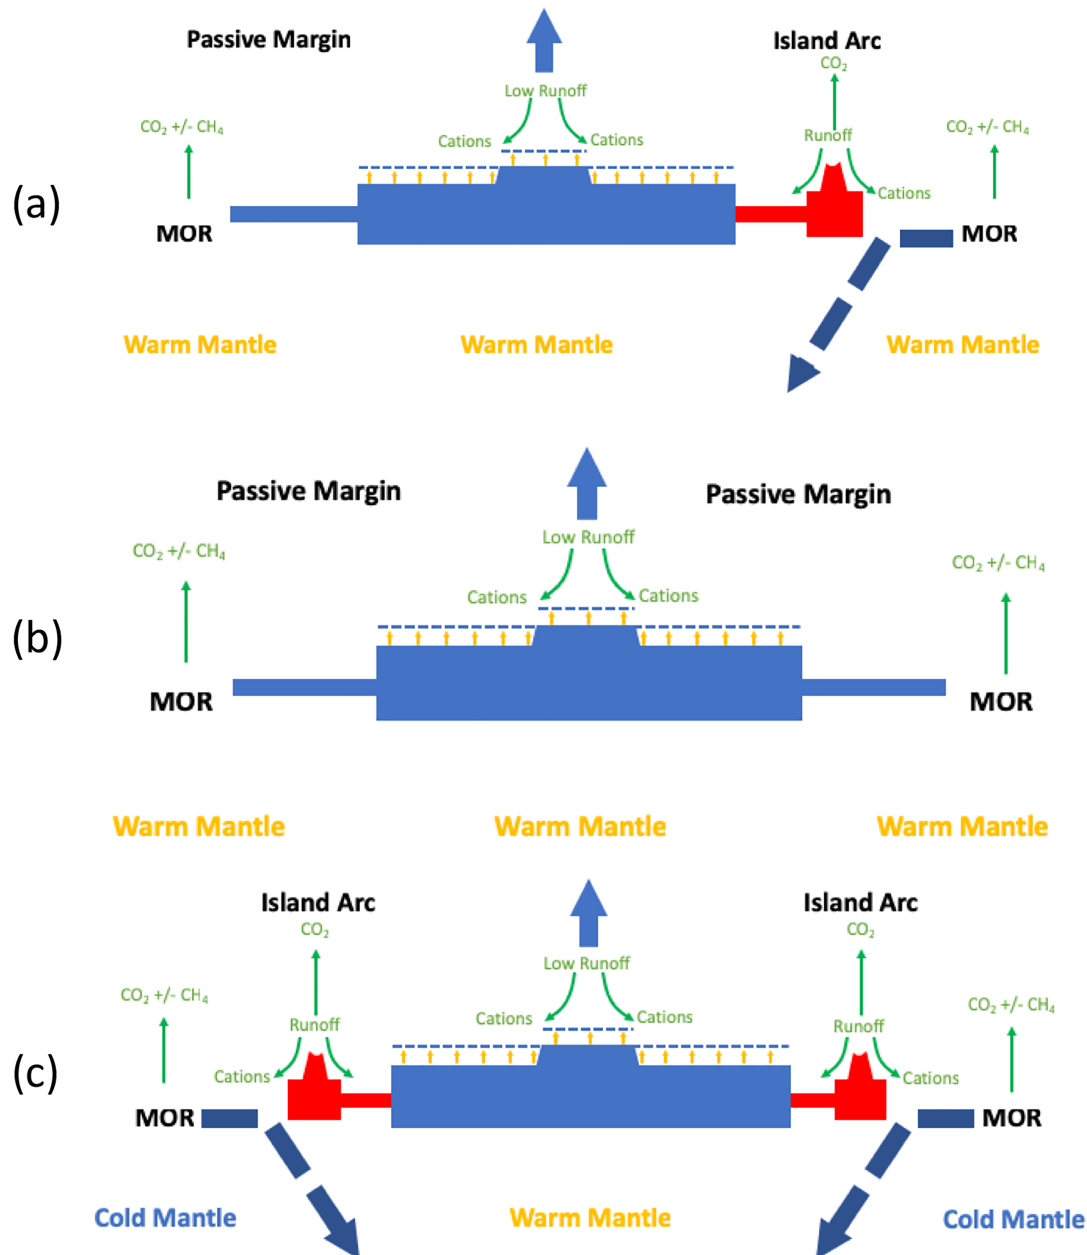 Passive Margin
Island Arc
CO₂
Low Runoff
CO₂ +/- CH₄
Cations
Cations
Runoff
CO₂ +/- CH₄
Cations
(a)
MOR
MOR
Warm Mantle
Warm Mantle
Warm Mantle
Passive Margin
Passive Margin
Low Runoff
CO₂ +/- CH₄
CO₂ +/- CH₄
Cations
Cations
(b)
MOR
MOR
Warm Mantle
Warm Mantle
Warm Mantle
Island Arc
Island Arc
CO₂
CO₂
Low Runoff
CO₂ +/- CH₄
CO₂ +/- CH₄
Cations
Cations
Runoff
Runoff
(c)
Cations
Cations
MOR
MOR
Cold Mantle
Warm Mantle
Cold Mantle